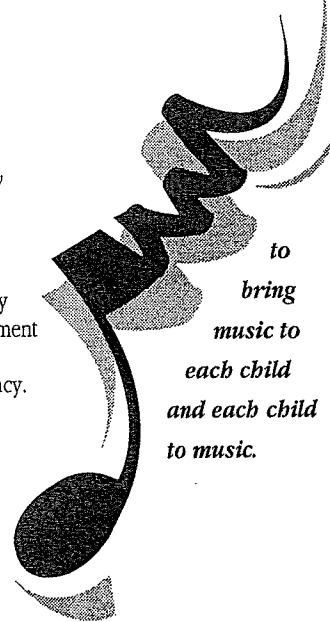 to
bring
music to
each child
and each child
to music.